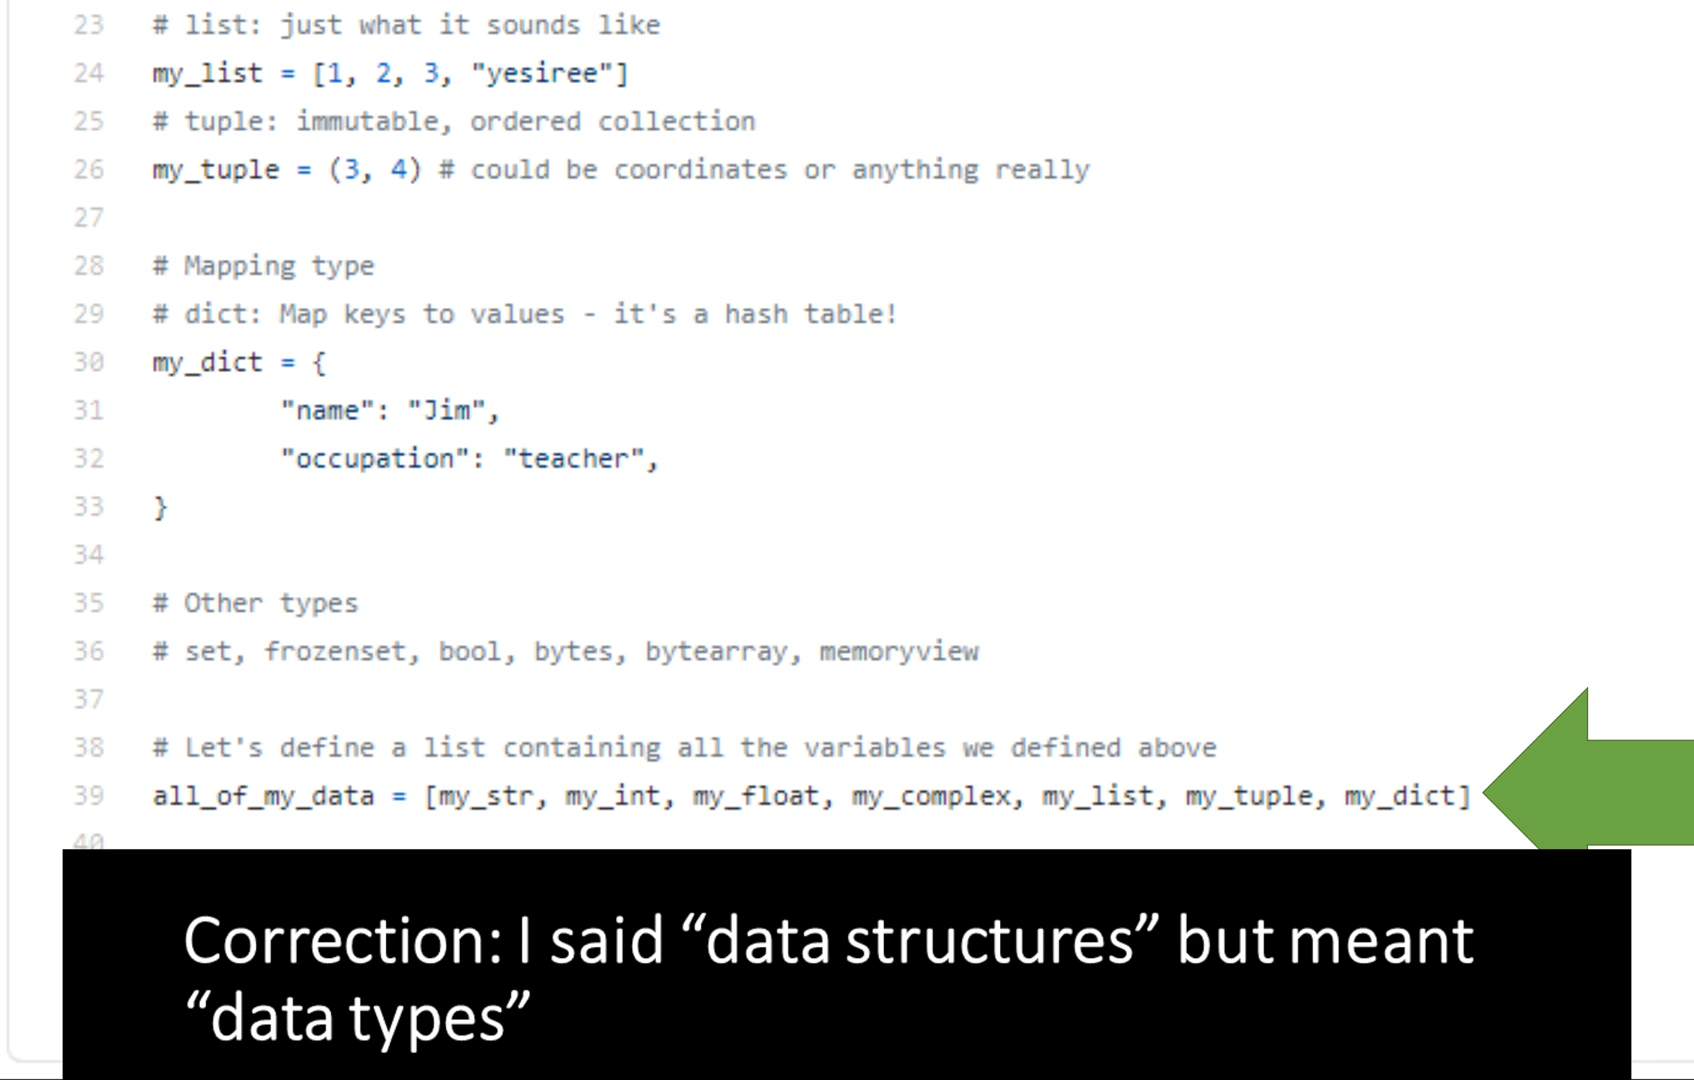 23 # list: just what it sounds like
24 my_list = [1, 2, 3, "yesiree"]
25 # tuple: immutable, ordered collection
26 my_tuple = (3, 4) # could be coordinates or anything really
27
28 # Mapping type
29 # dict: Map keys to values - it's a hash table!
30 my_dict = {
31         "name": "Jim",
32         "occupation": "teacher",
33 }
34
35 # Other types
36 # set, frozenset, bool, bytes, bytearray, memoryview
37
38 # Let's define a list containing all the variables we defined above
39 all_of_my_data = [my_str, my_int, my_float, my_complex, my_list, my_tuple, my_dict]
40
Correction: I said “data structures” but meant
“data types”